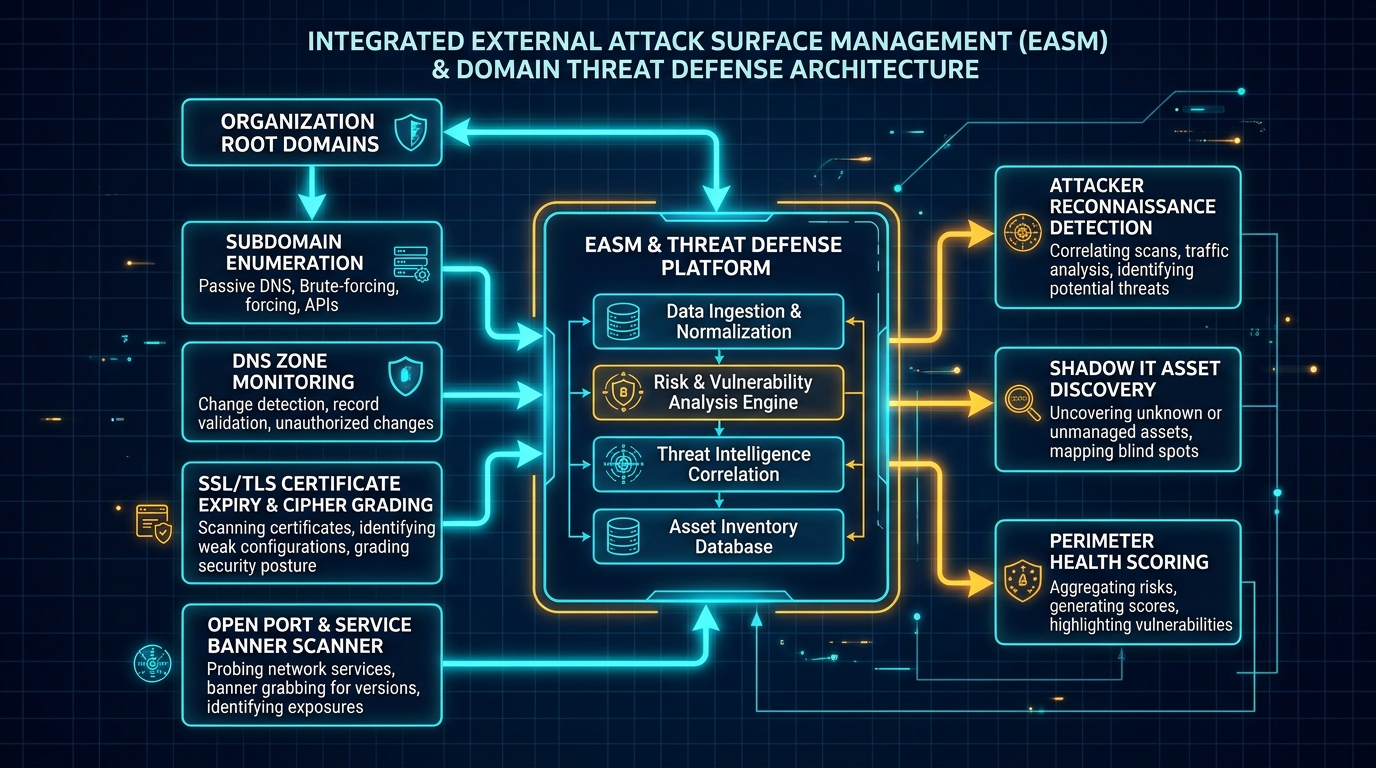 INTEGRATED EXTERNAL ATTACK SURFACE MANAGEMENT (EASM)
& DOMAIN THREAT DEFENSE ARCHITECTURE
ORGANIZATION
ROOT DOMAINS
SUBDOMAIN
ENUMERATION
Passive DNS, Brute-forcing,
forcing, APIs
DNS ZONE
MONITORING
Change detection, record
validation, unauthorized changes
SSL/TLS CERTIFICATE
EXPIRY & CIPHER GRADING
Scanning certificates, identifying
weak configurations, grading
security posture
OPEN PORT & SERVICE
BANNER SCANNER
Probing network services,
banner grabbing for versions,
identifying exposures
EASM & THREAT DEFENSE
PLATFORM
Data Ingestion &
Normalization
Risk & Vulnerability
Analysis Engine
Threat Intelligence
Correlation
Asset Inventory
Database
ATTACKER
RECONNAISSANCE
DETECTION
Correlating scans, traffic
analysis, identifying
potential threats
SHADOW IT ASSET
DISCOVERY
Uncovering unknown or
unmanaged assets,
mapping blind spots
PERIMETER
HEALTH SCORING
Aggregating risks,
generating scores,
highlighting vulnerabilities